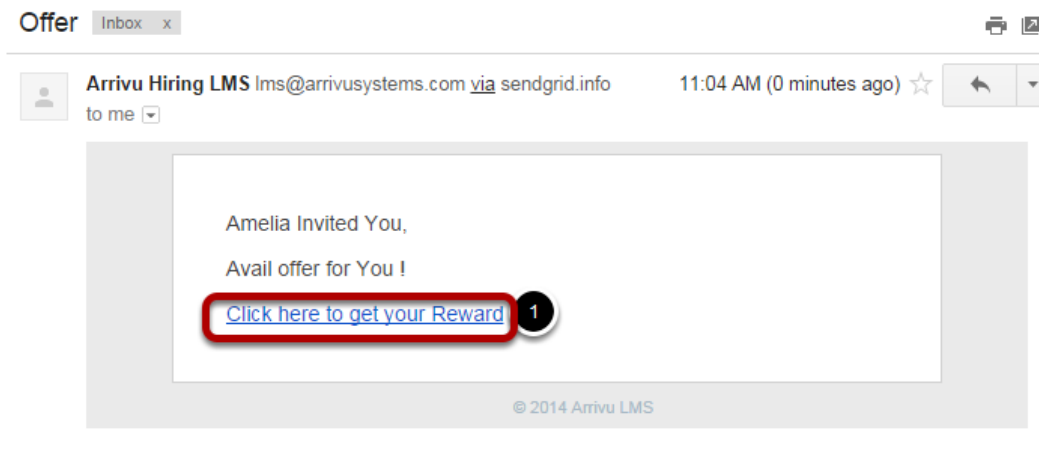 Offer Inbox x
Arrivu Hiring LMS lms@arrivusystems.com via sendgrid.info 11:04 AM (0 minutes ago)
to me
Amelia Invited You,
Avail offer for You !
Click here to get your Reward 1
© 2014 Arrivu LMS